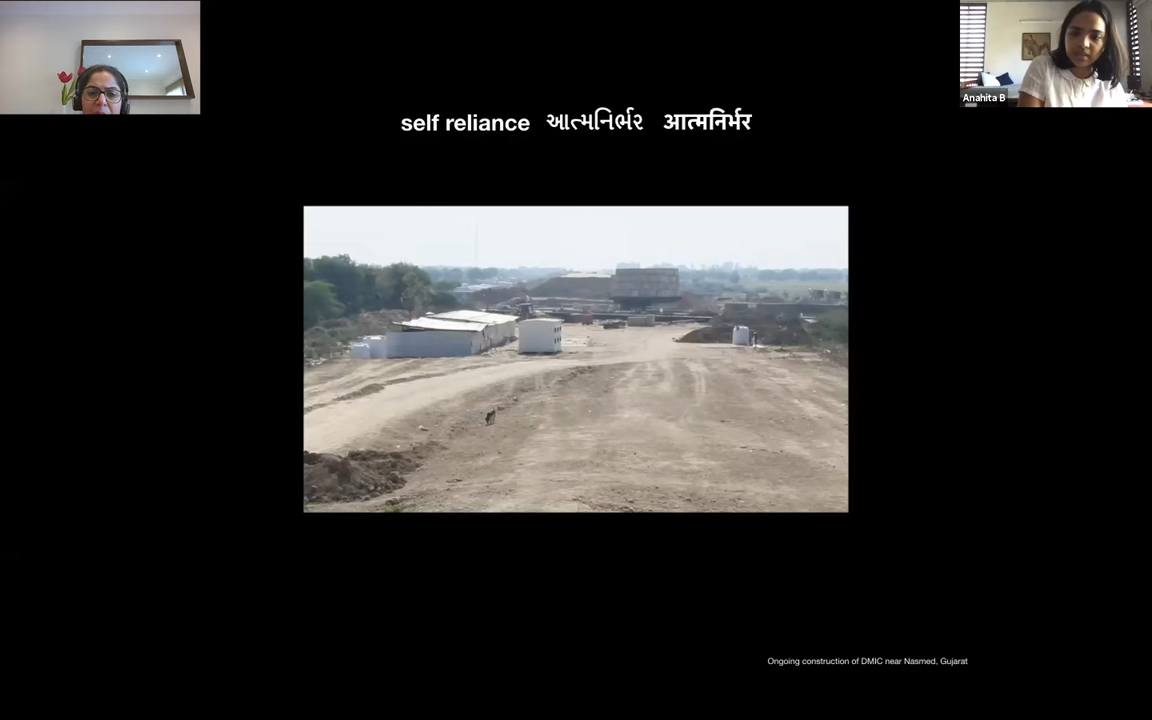 Anahita B
self reliance આત્મનિર્ભર आत्मनिर्भर
Ongoing construction of DMIC near Nasmed, Gujarat